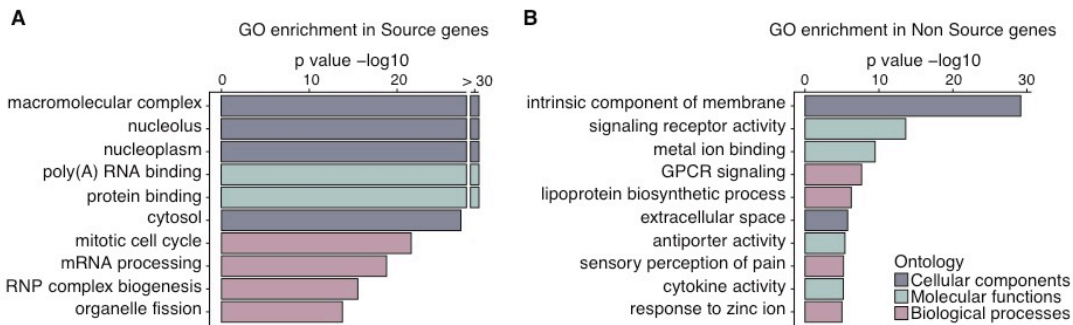 A
GO enrichment in Source genes
p value −log10
0 10 20 > 30
macromolecular complex
nucleolus
nucleoplasm
poly(A) RNA binding
protein binding
cytosol
mitotic cell cycle
mRNA processing
RNP complex biogenesis
organelle fission
B
GO enrichment in Non Source genes
p value −log10
0 10 20 30
intrinsic component of membrane
signaling receptor activity
metal ion binding
GPCR signaling
lipoprotein biosynthetic process
extracellular space
antiporter activity
sensory perception of pain
cytokine activity
response to zinc ion
Ontology
Cellular components
Molecular functions
Biological processes